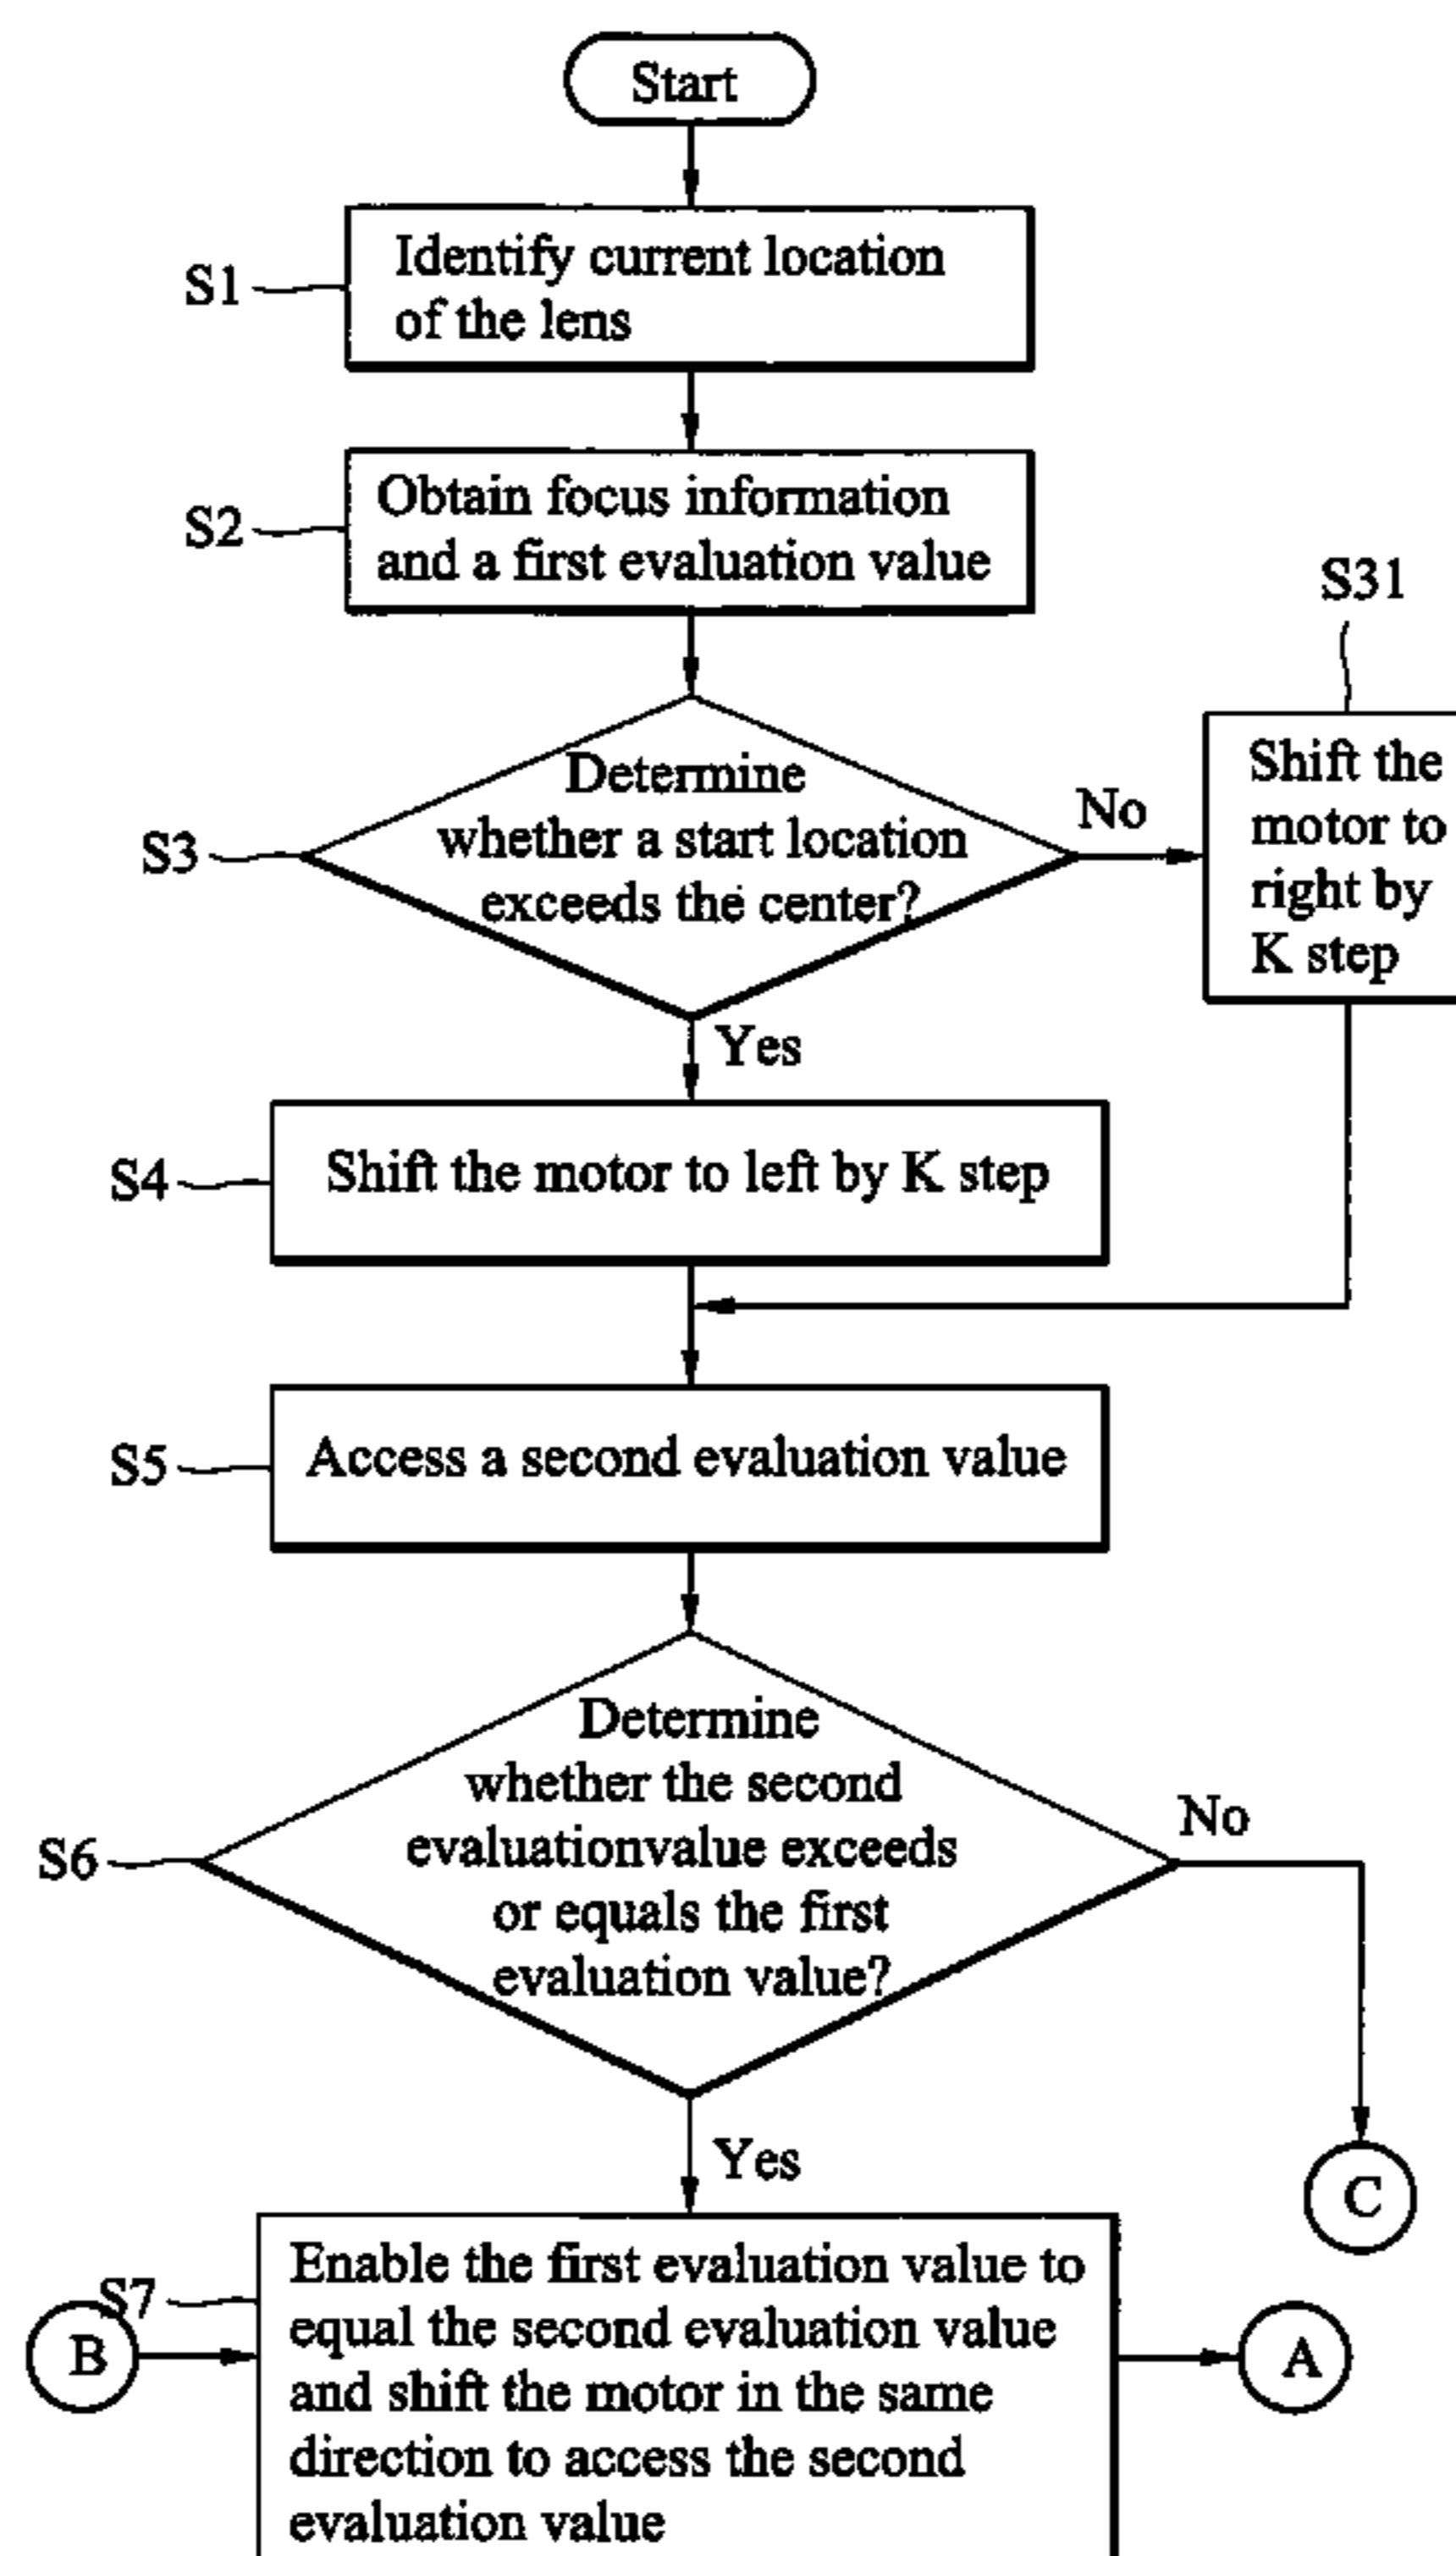 Start
S1
Identify current location
of the lens
S2
Obtain focus information
and a first evaluation value
S31
Shift the
motor to
right by
K step
S3
Determine
whether a start location
exceeds the center?
No
Yes
S4
Shift the motor to left by K step
S5
Access a second evaluation value
S6
Determine
whether the second
evaluationvalue exceeds
or equals the first
evaluation value?
No
Yes
C
S7
B
Enable the first evaluation value to
equal the second evaluation value
and shift the motor in the same
direction to access the second
evaluation value
A